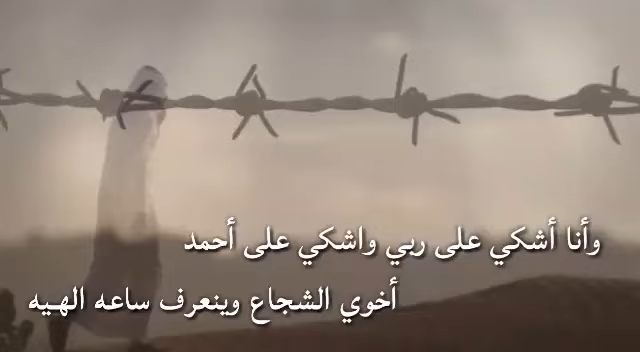 وأنا أشكي على ربي واشكي على أحمد
أخوي الشجاع وينعرف ساعه الهيه